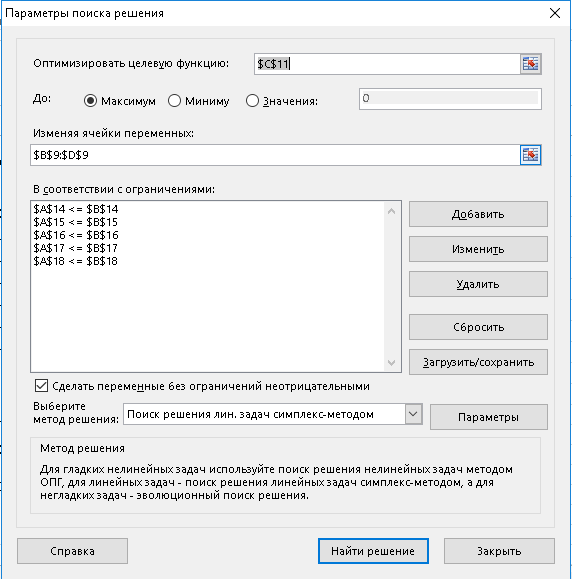 Параметры поиска решения
Оптимизировать целевую функцию:
$C$11
До:
Максимум
Миниму
Значения:
0
Изменяя ячейки переменных:
$B$9:$D$9
В соответствии с ограничениями:
$A$14 <= $B$14
$A$15 <= $B$15
$A$16 <= $B$16
$A$17 <= $B$17
$A$18 <= $B$18
Добавить
Изменить
Удалить
Сбросить
Загрузить/сохранить
Сделать переменные без ограничений неотрицательными
Выберите
метод решения:
Поиск решения лин. задач симплекс-методом
Параметры
Метод решения
Для гладких нелинейных задач используйте поиск решения нелинейных задач методом
ОПГ, для линейных задач - поиск решения линейных задач симплекс-методом, а для
негладких задач - эволюционный поиск решения.
Справка
Найти решение
Закрыть